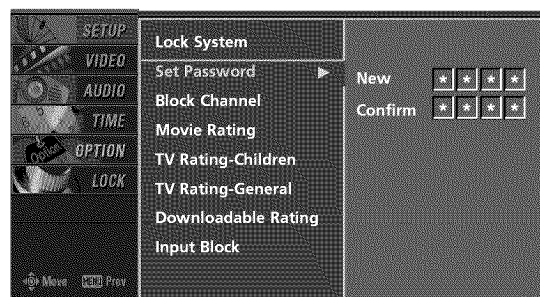 SETUP
VIDEO
AUDIO
TIME
OPTION
Option
LOCK
Move MENU Prev
Lock System
Set Password
Block Channel
Movie Rating
TV Rating-Children
TV Rating-General
Downloadable Rating
Input Block
New * * * *
Confirm * * * *